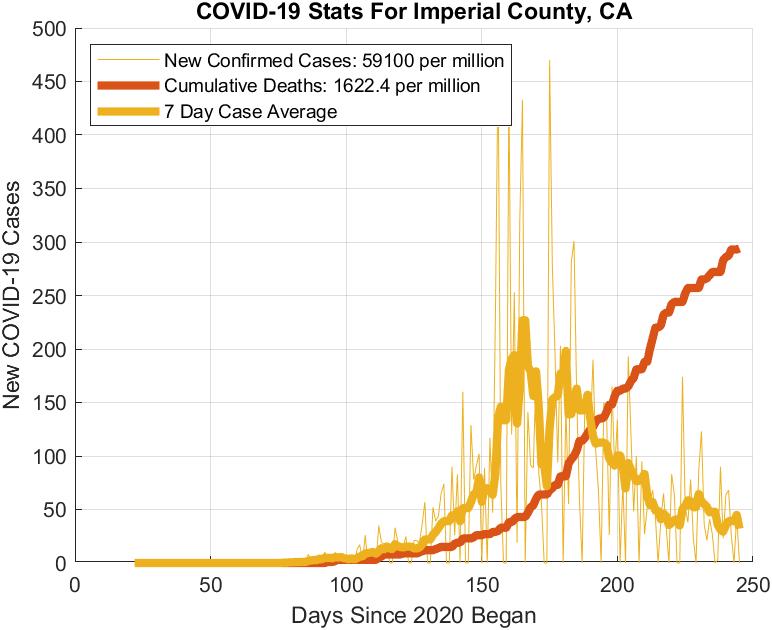 COVID-19 Stats For Imperial County, CA
500
New Confirmed Cases: 59100 per million
450
Cumulative Deaths: 1622.4 per million
7 Day Case Average
400
350
300
250
200
150
100
50
0
New COVID-19 Cases
0 50 100 150 200 250
Days Since 2020 Began